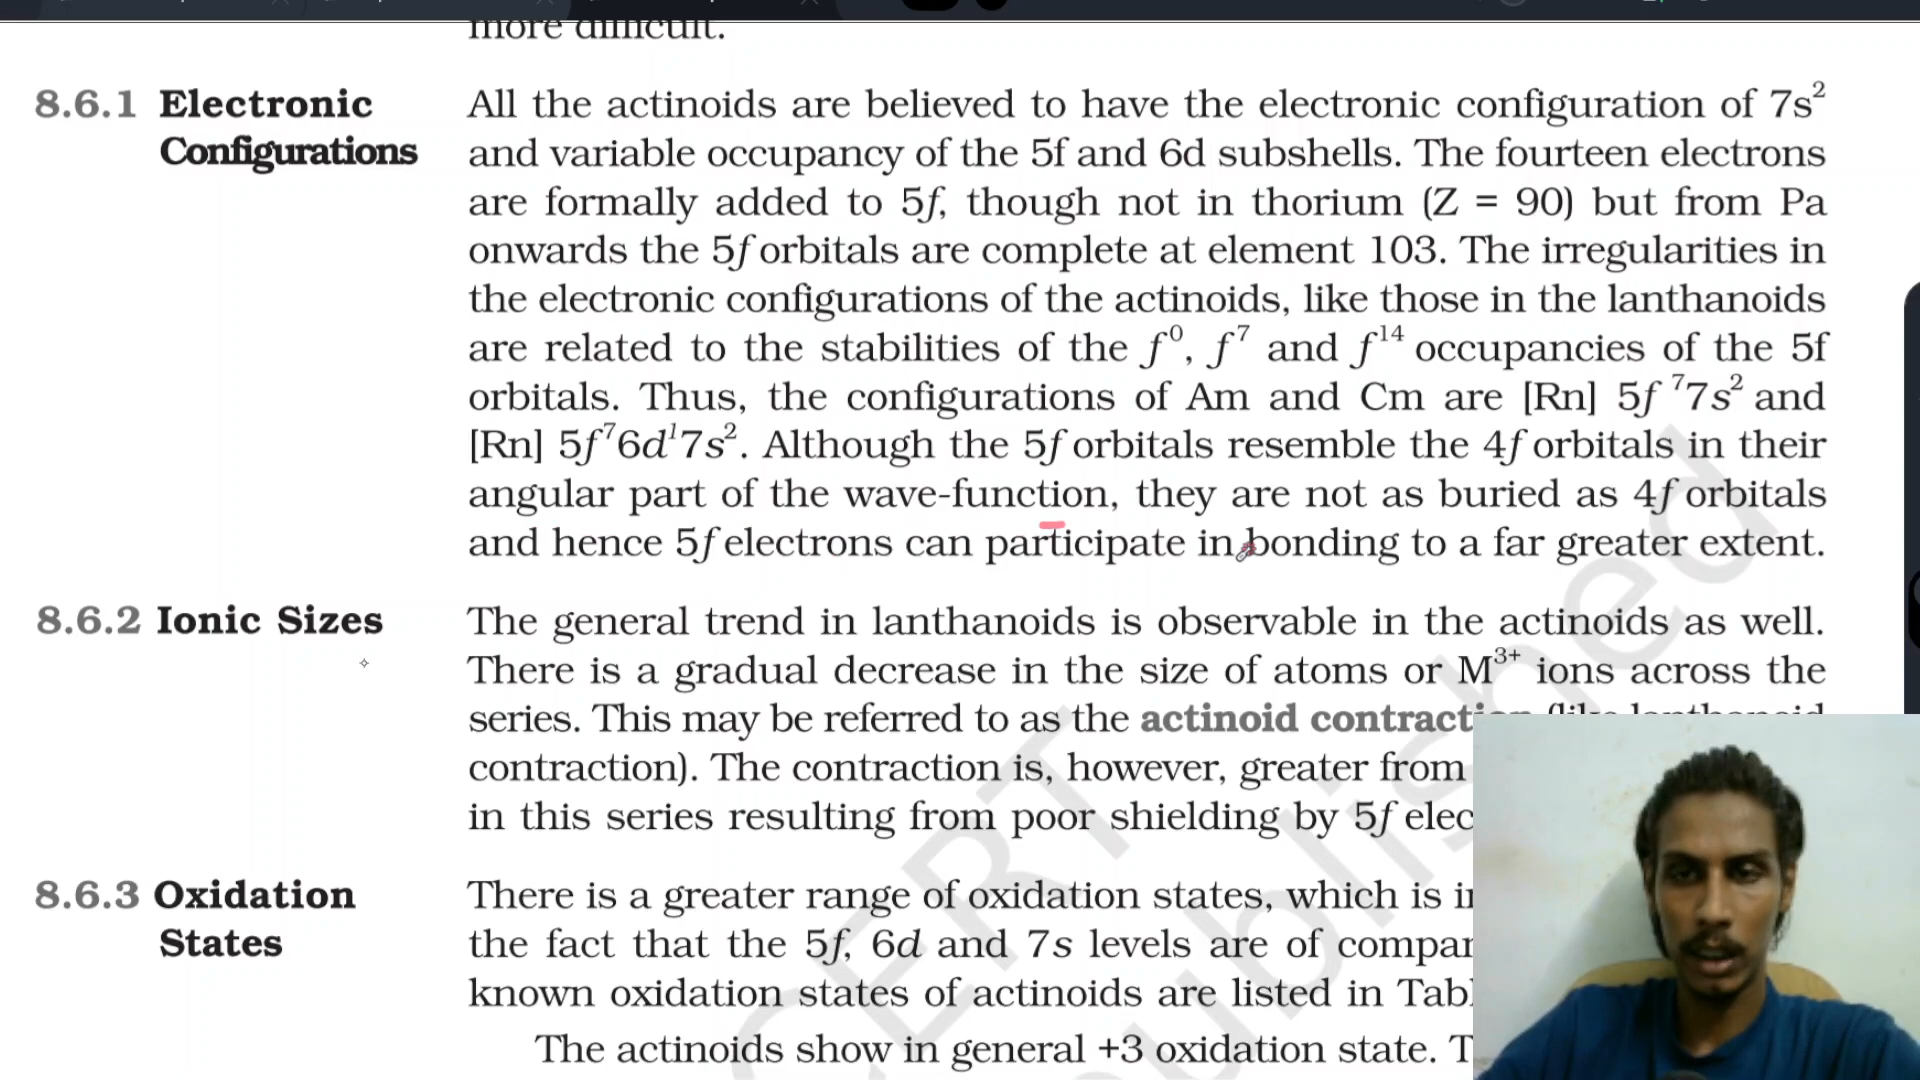 more difficult.
8.6.1 Electronic Configurations
All the actinoids are believed to have the electronic configuration of 7s²
and variable occupancy of the 5f and 6d subshells. The fourteen electrons
are formally added to 5f, though not in thorium (Z = 90) but from Pa
onwards the 5f orbitals are complete at element 103. The irregularities in
the electronic configurations of the actinoids, like those in the lanthanoids
are related to the stabilities of the f⁰, f⁷ and f¹⁴ occupancies of the 5f
orbitals. Thus, the configurations of Am and Cm are [Rn] 5f⁷7s² and
[Rn] 5f⁷6d¹7s². Although the 5f orbitals resemble the 4f orbitals in their
angular part of the wave-function, they are not as buried as 4f orbitals
and hence 5f electrons can participate in bonding to a far greater extent.
8.6.2 Ionic Sizes
The general trend in lanthanoids is observable in the actinoids as well.
There is a gradual decrease in the size of atoms or M³⁺ ions across the
series. This may be referred to as the actinoid
contraction). The contraction is, however, greater from
in this series resulting from poor shielding by 5f
8.6.3 Oxidation States
There is a greater range of oxidation states, which is
the fact that the 5f, 6d and 7s levels are of
known oxidation states of actinoids are listed in
The actinoids show in general +3 oxidation state.